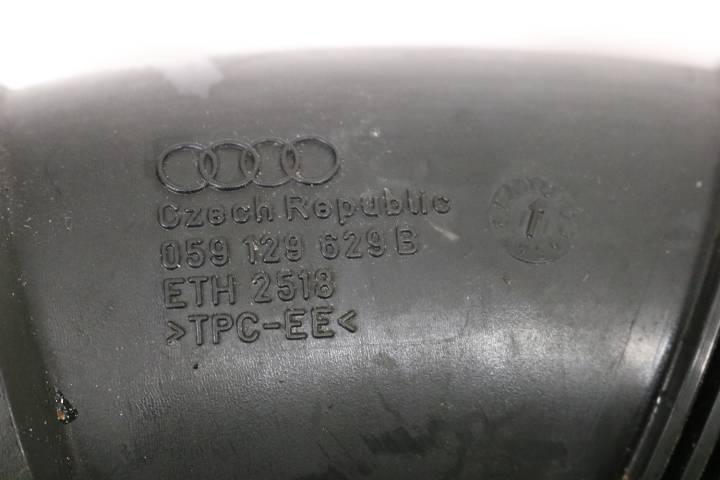 Czech Republic
059 129 629 B
ETH 2518
>TPC-EE<